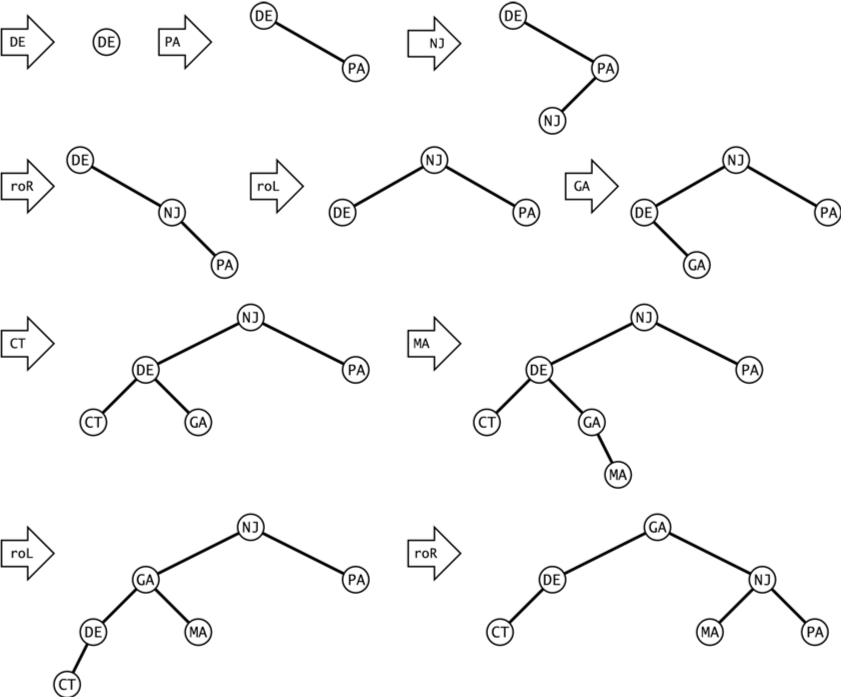 DE DE PA DE PA NJ DE PA NJ
roR DE NJ PA roL NJ DE PA GA NJ DE PA GA
CT NJ DE PA CT GA MA NJ DE PA CT GA MA
roL NJ GA PA DE MA CT roR GA DE NJ CT MA PA